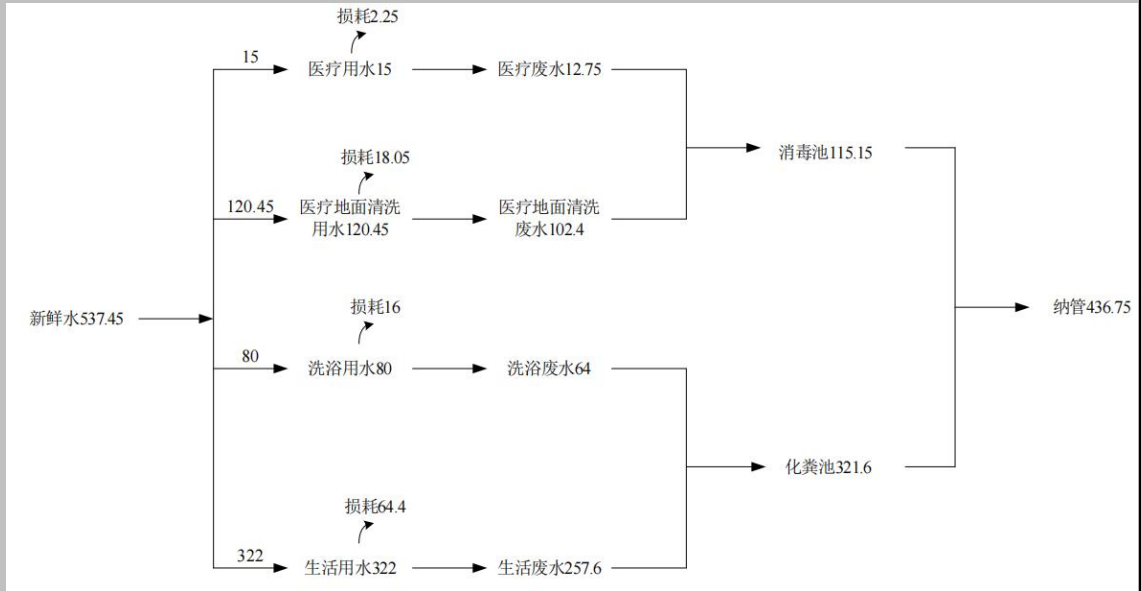 损耗2.25
15
医疗用水15
医疗废水12.75
损耗18.05
消毒池115.15
120.45
医疗地面清洗
用水120.45
医疗地面清洗
废水102.4
新鲜水537.45
损耗16
纳管436.75
80
洗浴用水80
洗浴废水64
化粪池321.6
损耗64.4
322
生活用水322
生活废水257.6